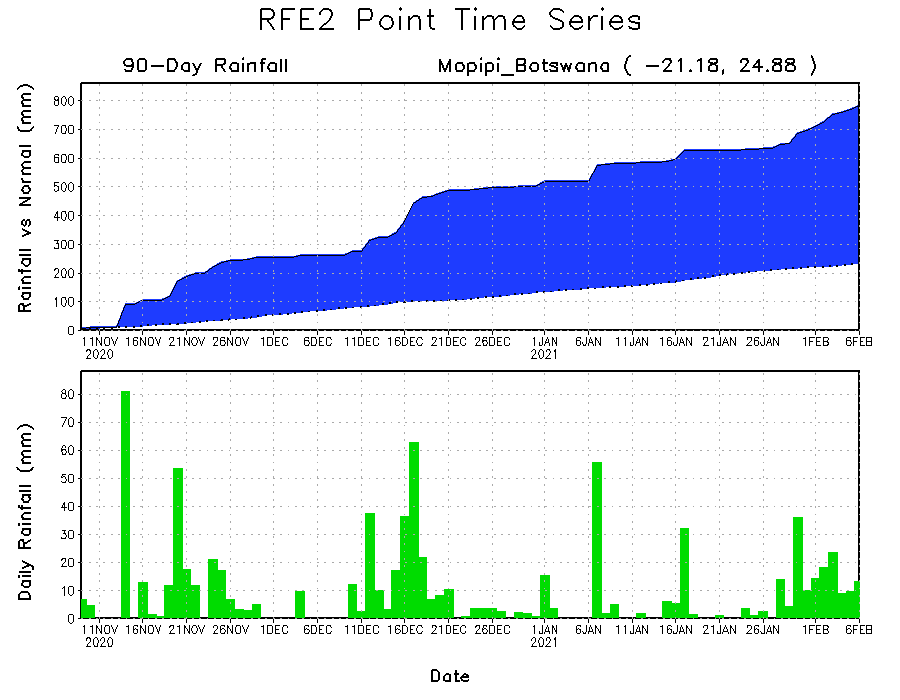 RFE2 Point Time Series
90-Day Rainfall Mopipi_Botswana ( -21.18, 24.88 )
Rainfall vs Normal (mm)
800
700
600
500
400
300
200
100
0
11NOV 16NOV 21NOV 26NOV 1DEC 6DEC 11DEC 16DEC 21DEC 26DEC 1JAN 6JAN 11JAN 16JAN 21JAN 26JAN 1FEB 6FEB
2020 2021
Daily Rainfall (mm)
80
70
60
50
40
30
20
10
0
11NOV 16NOV 21NOV 26NOV 1DEC 6DEC 11DEC 16DEC 21DEC 26DEC 1JAN 6JAN 11JAN 16JAN 21JAN 26JAN 1FEB 6FEB
2020 2021
Date